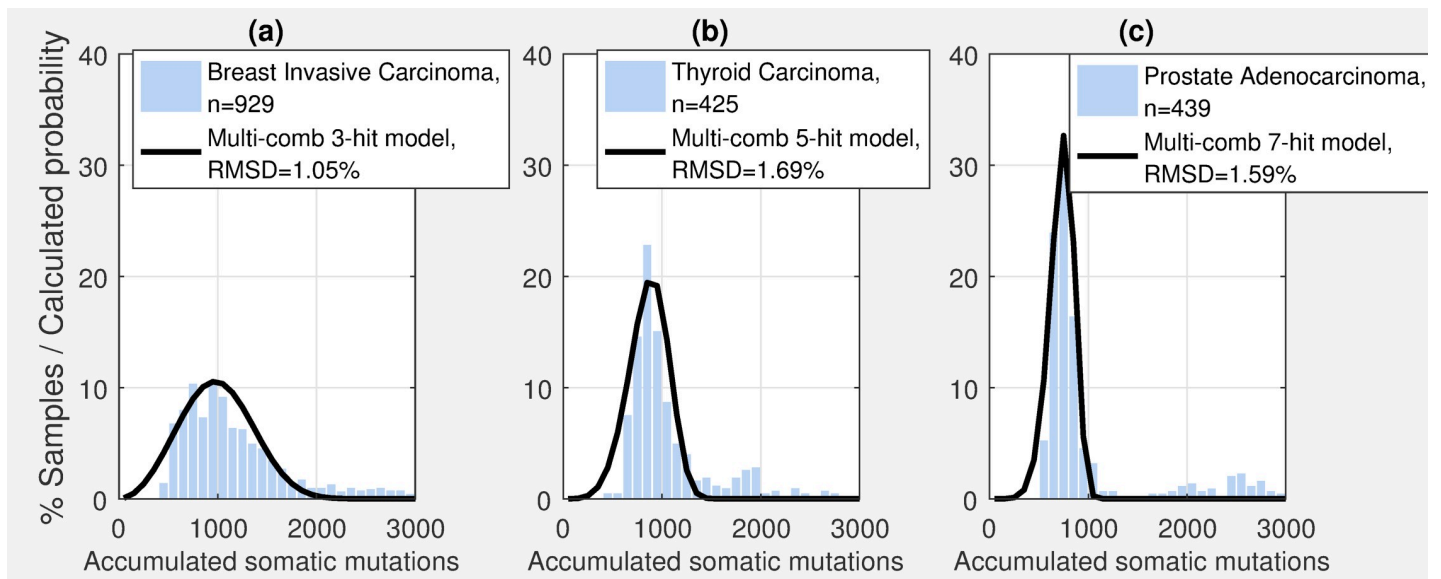 (a)
(b)
(c)
% Samples / Calculated probability
40
30
20
10
0
Breast Invasive Carcinoma,
n=929
Multi-comb 3-hit model,
RMSD=1.05%
0 1000 2000 3000
Accumulated somatic mutations
40
30
20
10
0
Thyroid Carcinoma,
n=425
Multi-comb 5-hit model,
RMSD=1.69%
0 1000 2000 3000
Accumulated somatic mutations
40
30
20
10
0
Prostate Adenocarcinoma,
n=439
Multi-comb 7-hit model,
RMSD=1.59%
0 1000 2000 3000
Accumulated somatic mutations